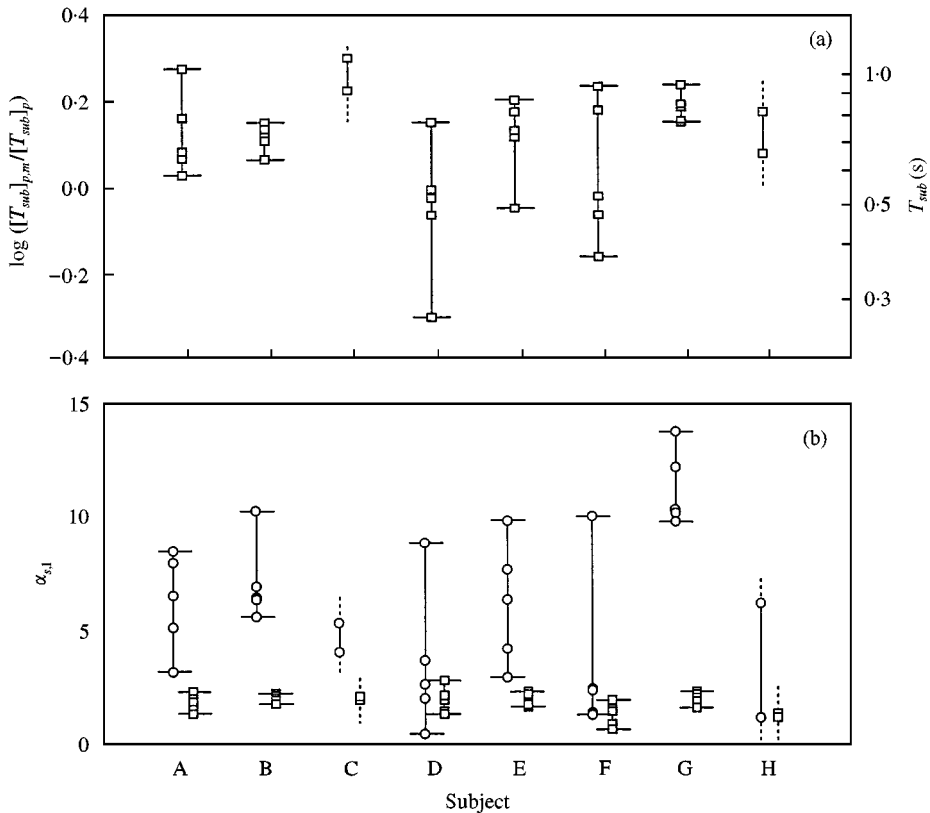 (a)
log ([T_sub]_p,m/[T_sub]_p)
0·4
0·2
0·0
−0·2
−0·4
1·0
0·5
0·3
T_sub (s)
(b)
α_s,1
15
10
5
0
A B C D E F G H
Subject